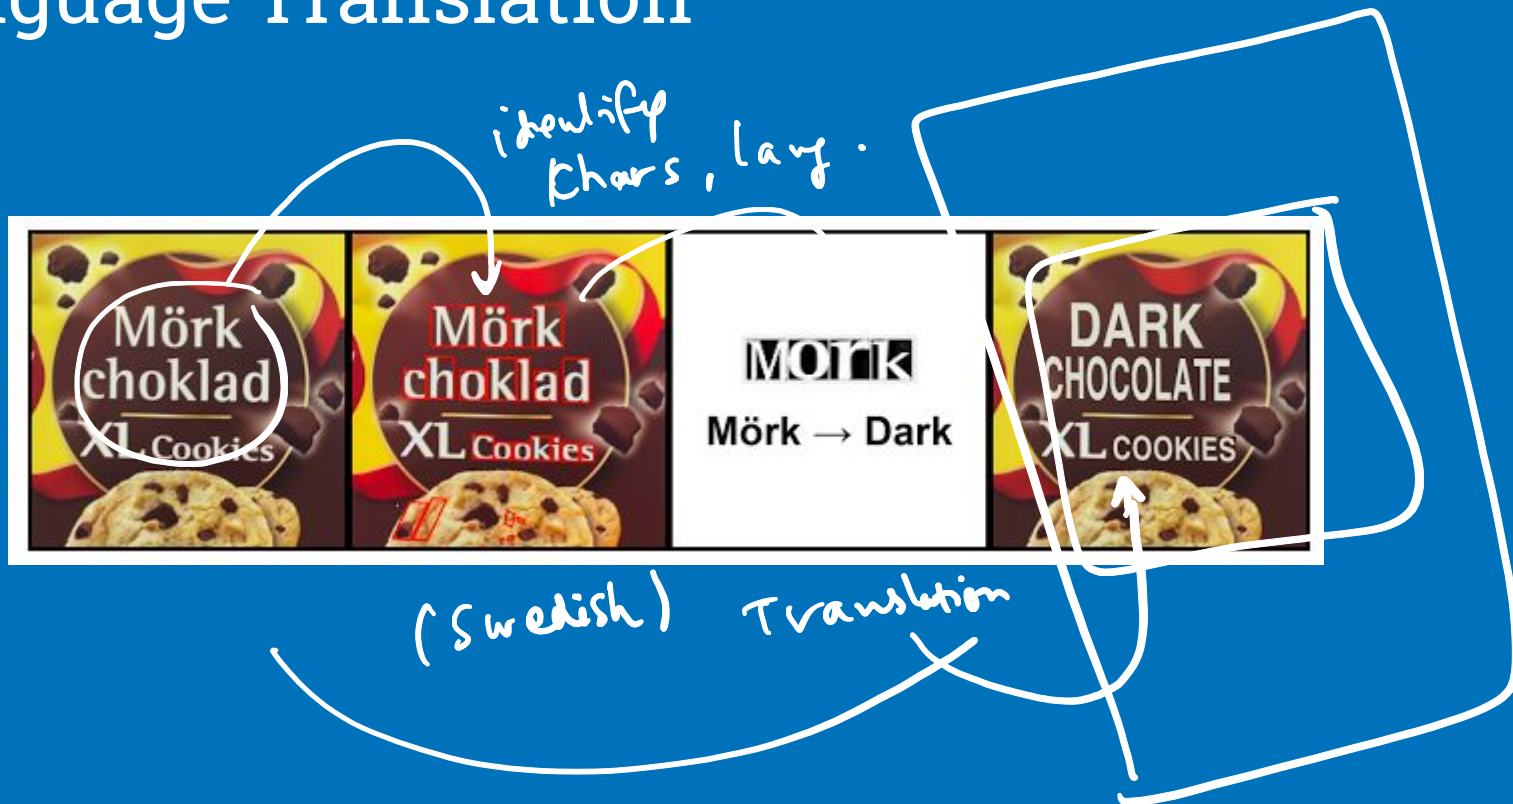 guage Translation
identify
Chars, lang.
Mörk
choklad
XL Cookies
Mörk
choklad
XL Cookies
Mork
Mörk → Dark
DARK
CHOCOLATE
XL COOKIES
(Swedish) Translation